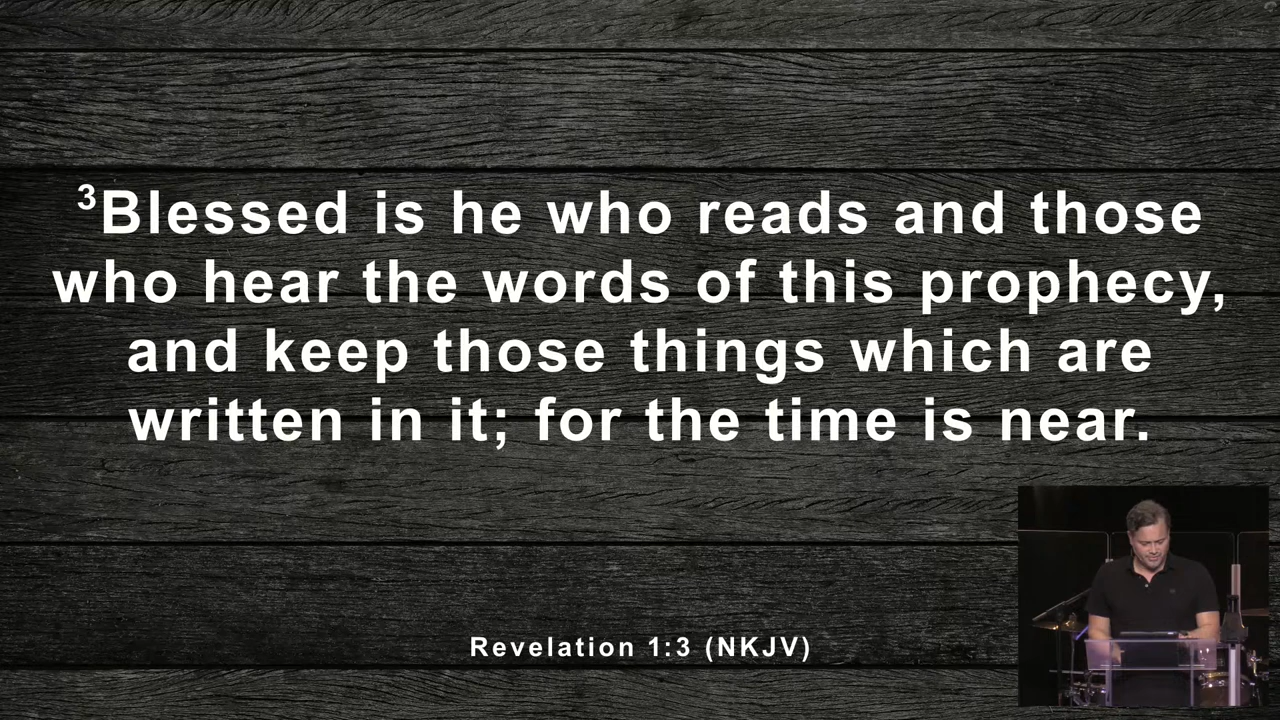 ³Blessed is he who reads and those
who hear the words of this prophecy,
and keep those things which are
written in it; for the time is near.
Revelation 1:3 (NKJV)